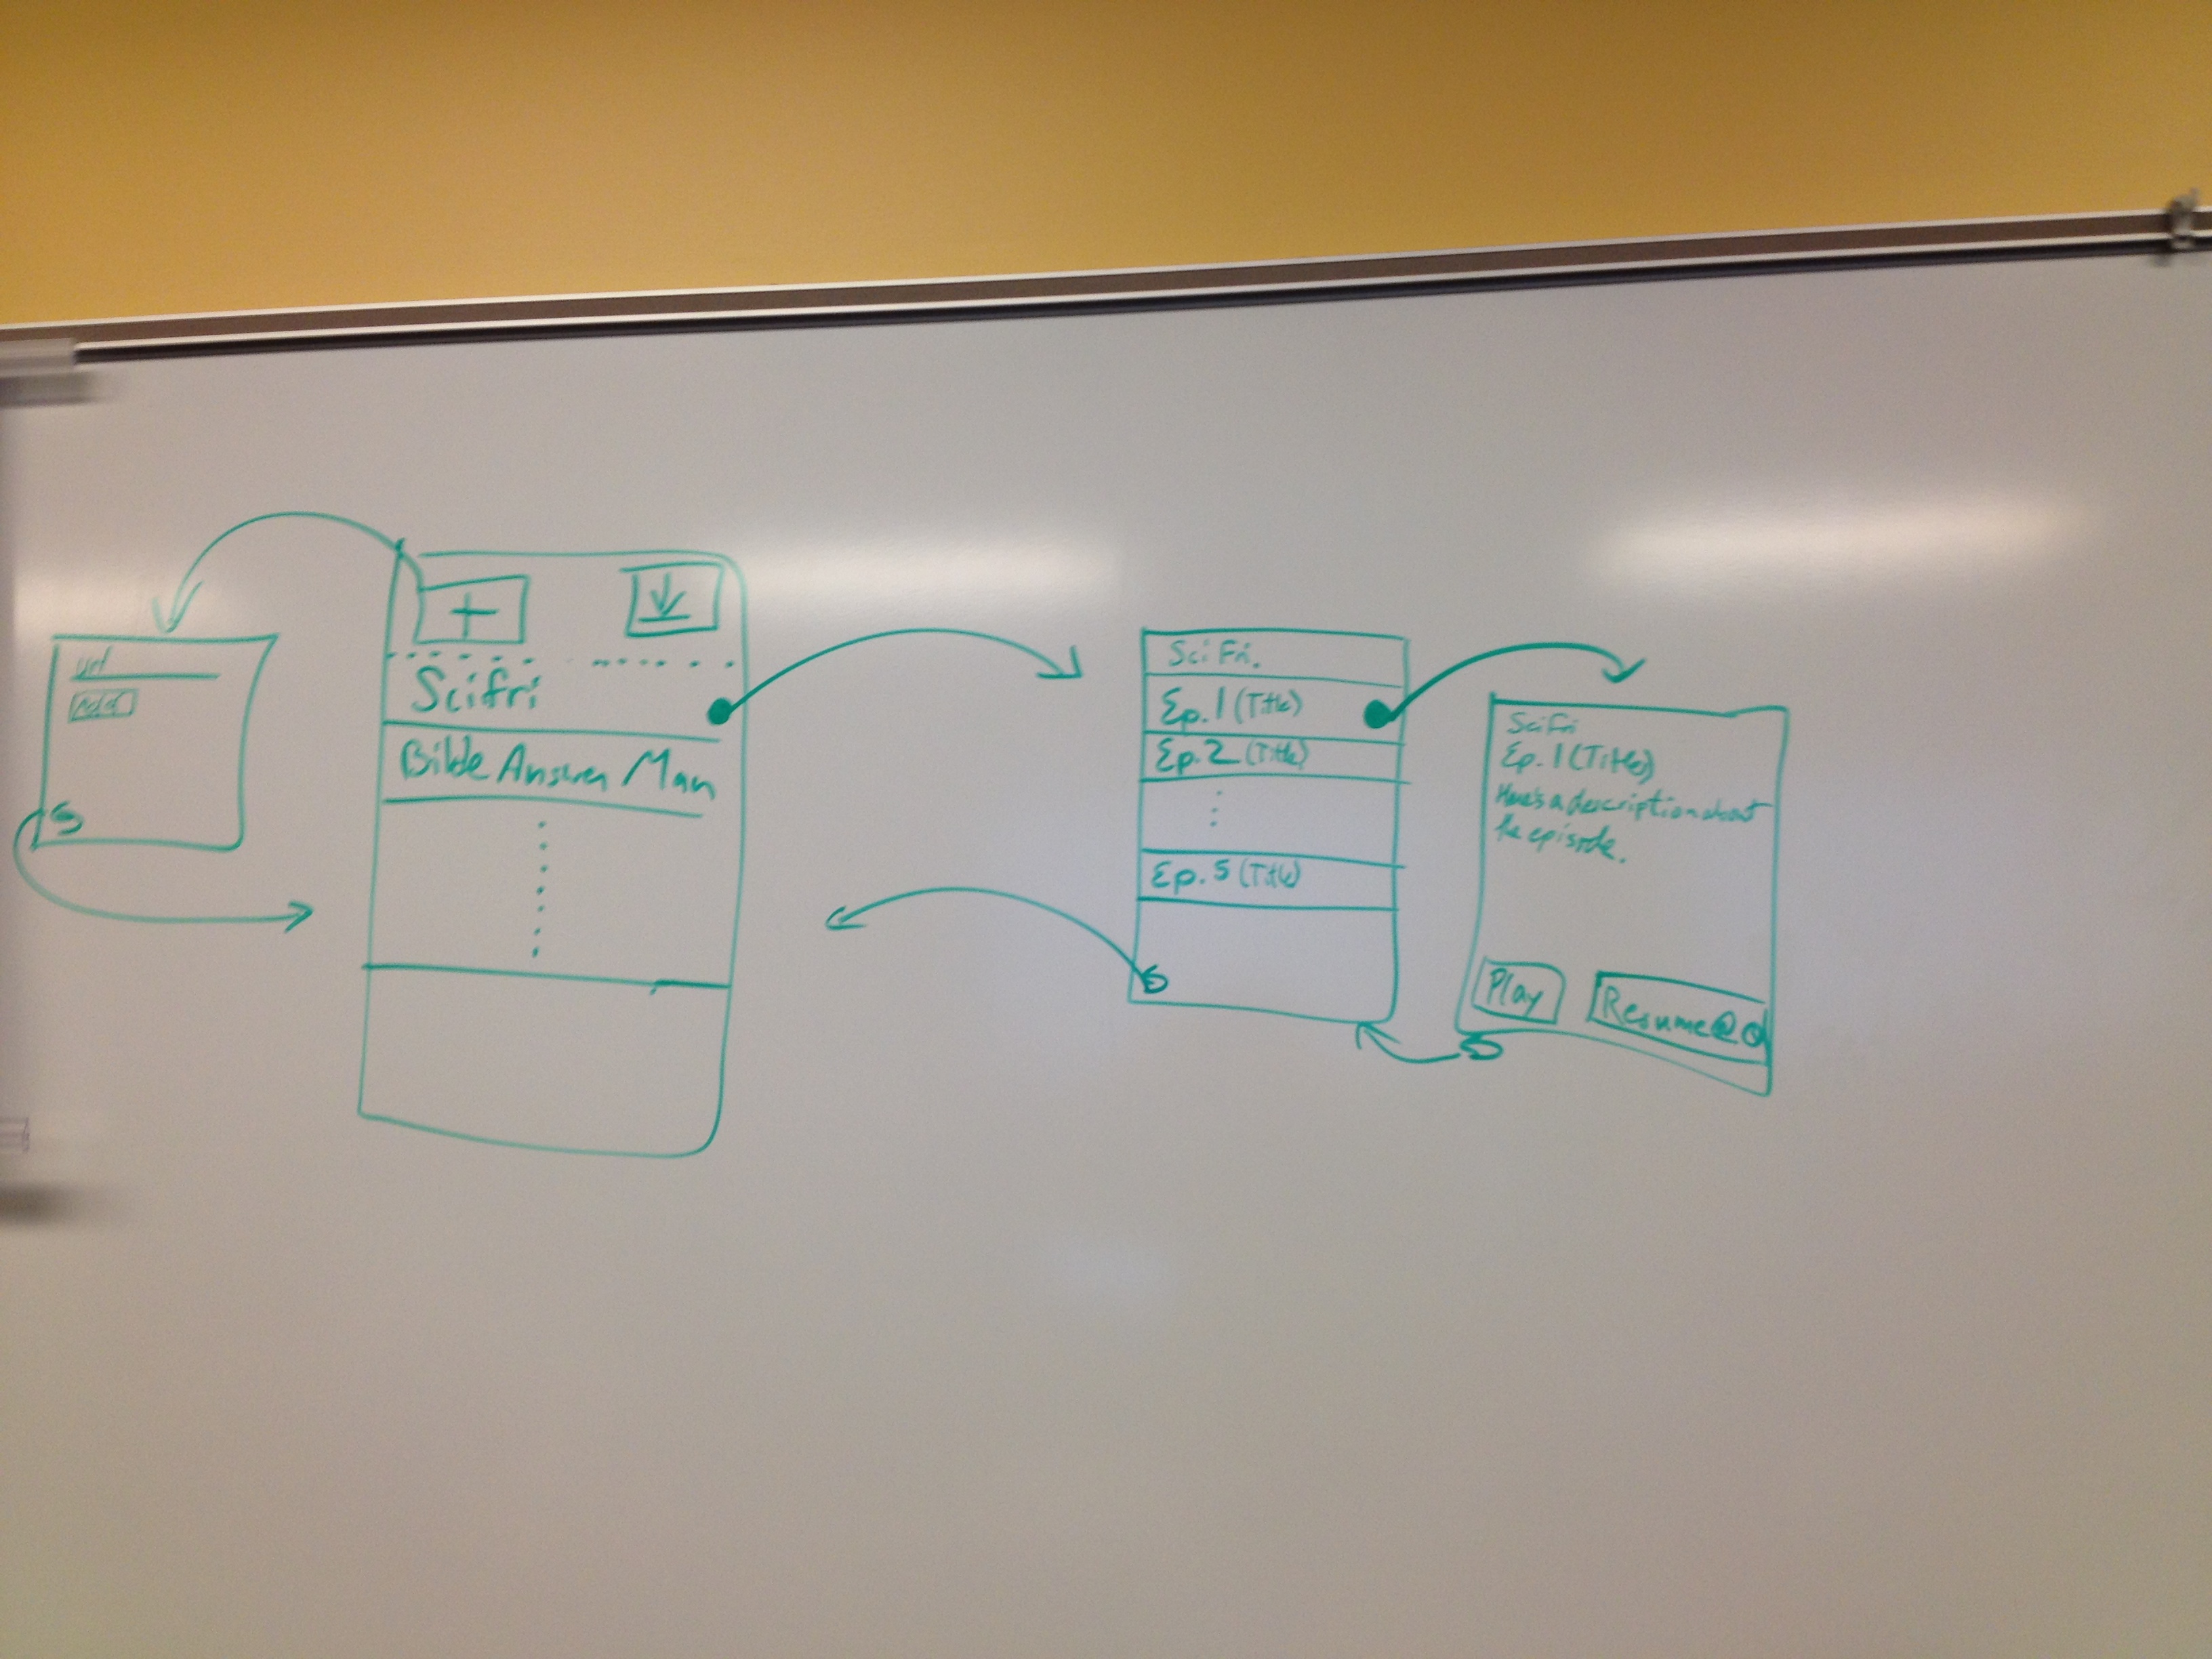 url
Add
+
Scifri
Bible Answer Man
Sci Fri.
Ep. 1 (Title)
Ep. 2 (Title)
Ep. 5 (Title)
SciFri
Ep. 1 (Title)
Here's a description about
the episode.
Play
Resume@